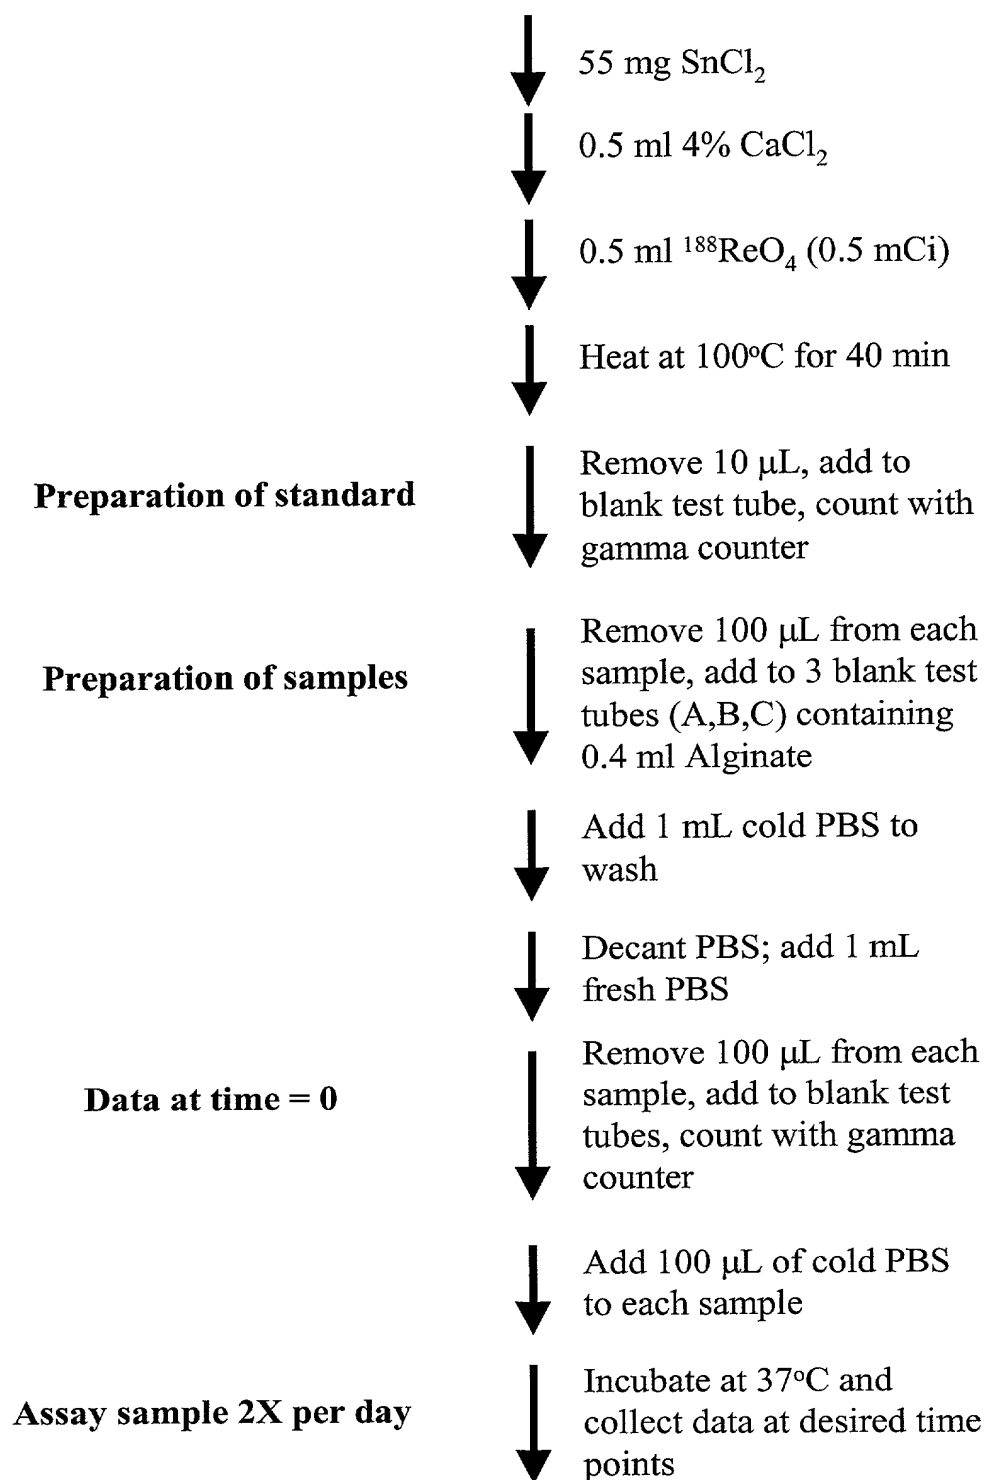 55 mg SnCl₂
0.5 ml 4% CaCl₂
0.5 ml ¹⁸⁸ReO₄ (0.5 mCi)
Heat at 100°C for 40 min
Preparation of standard
Remove 10 μL, add to
blank test tube, count with
gamma counter
Preparation of samples
Remove 100 μL from each
sample, add to 3 blank test
tubes (A,B,C) containing
0.4 ml Alginate
Add 1 mL cold PBS to
wash
Decant PBS; add 1 mL
fresh PBS
Data at time = 0
Remove 100 μL from each
sample, add to blank test
tubes, count with gamma
counter
Add 100 μL of cold PBS
to each sample
Assay sample 2X per day
Incubate at 37°C and
collect data at desired time
points